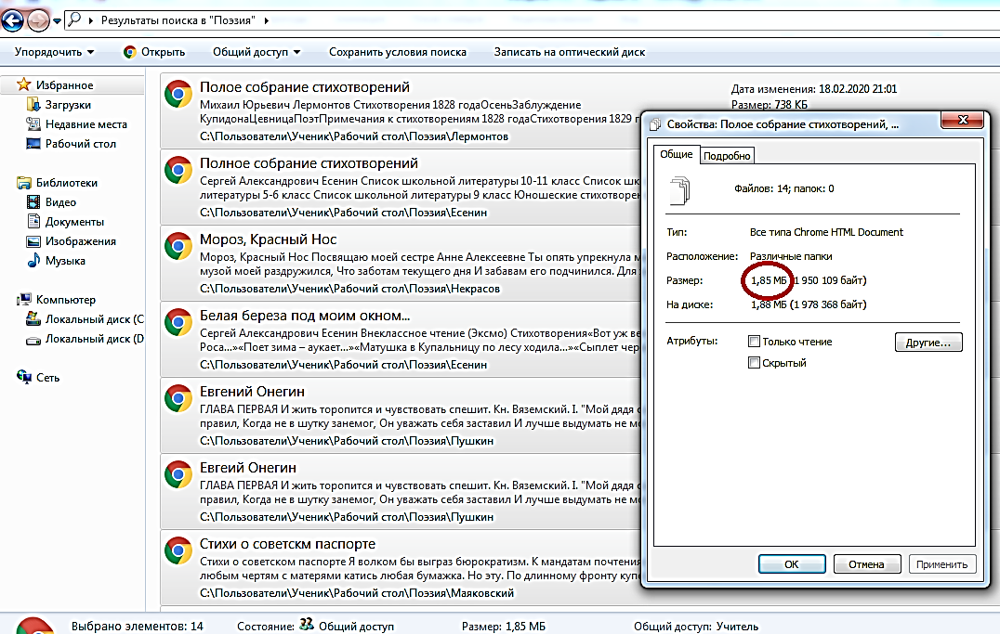 Результаты поиска в "Поэзия"
Упорядочить Открыть Общий доступ Сохранить условия поиска Записать на оптический диск
Избранное
Загрузки
Недавние места
Рабочий стол
Библиотеки
Видео
Документы
Изображения
Музыка
Компьютер
Локальный диск (C
Локальный диск (D
Сеть
Полое собрание стихотворений
Дата изменения: 18.02.2020 21:01
Размер: 738 КБ
Михаил Юрьевич Лермонтов Стихотворения 1828 годаОсеньЗаблуждение
КупидонаЦевницаПоэтПримечания к стихотворениям 1828 годаСтихотворения 1829 г
C:\Пользователи\Ученик\Рабочий стол\Поэзия\Лермонтов
Полное собрание стихотворений
Сергей Александрович Есенин Список школьной литературы 10-11 класс Список шк
литературы 5-6 класс Список школьной литературы 9 класс Юношеские стихотворен
C:\Пользователи\Ученик\Рабочий стол\Поэзия\Есенин
Мороз, Красный Нос
Мороз, Красный Нос Посвящаю моей сестре Анне Алексеевне Ты опять упрекнула м
музой моей раздружился, Что заботам текущего дня И забавам его подчинился. Для
C:\Пользователи\Ученик\Рабочий стол\Поэзия\Некрасов
Белая береза под моим окном...
Сергей Александрович Есенин Внеклассное чтение (Эксмо) Стихотворения«Вот уж ве
Роса...»«Поет зима – аукает...»«Матушка в Купальницу по лесу ходила...»«Сыплет чер
C:\Пользователи\Ученик\Рабочий стол\Поэзия\Есенин
Евгений Онегин
ГЛАВА ПЕРВАЯ И жить торопится и чувствовать спешит. Кн. Вяземский. I. "Мой дядя с
правил, Когда не в шутку занемог, Он уважать себя заставил И лучше выдумать не мо
C:\Пользователи\Ученик\Рабочий стол\Поэзия\Пушкин
Евгеий Онегин
ГЛАВА ПЕРВАЯ И жить торопится и чувствовать спешит. Кн. Вяземский. I. "Мой дядя с
правил, Когда не в шутку занемог, Он уважать себя заставил И лучше выдумать не мо
C:\Пользователи\Ученик\Рабочий стол\Поэзия\Пушкин
Стихи о советскм паспорте
Стихи о советском паспорте Я волком бы выграз бюрократизм. К мандатам почтения
любым чертям с матерями катись любая бумажка. Но эту. По длинному фронту купе
C:\Пользователи\Ученик\Рабочий стол\Поэзия\Маяковский
Свойства: Полое собрание стихотворений, ...
Общие Подробно
Файлов: 14; папок: 0
Тип: Все типа Chrome HTML Document
Расположение: Различные папки
Размер: 1,85 МБ (1 950 109 байт)
На диске: 1,88 МБ (1 978 368 байт)
Атрибуты: Только чтение Другие...
Скрытый
ОК Отмена Применить
Выбрано элементов: 14 Состояние: Общий доступ Размер: 1,85 МБ Общий доступ: Учитель